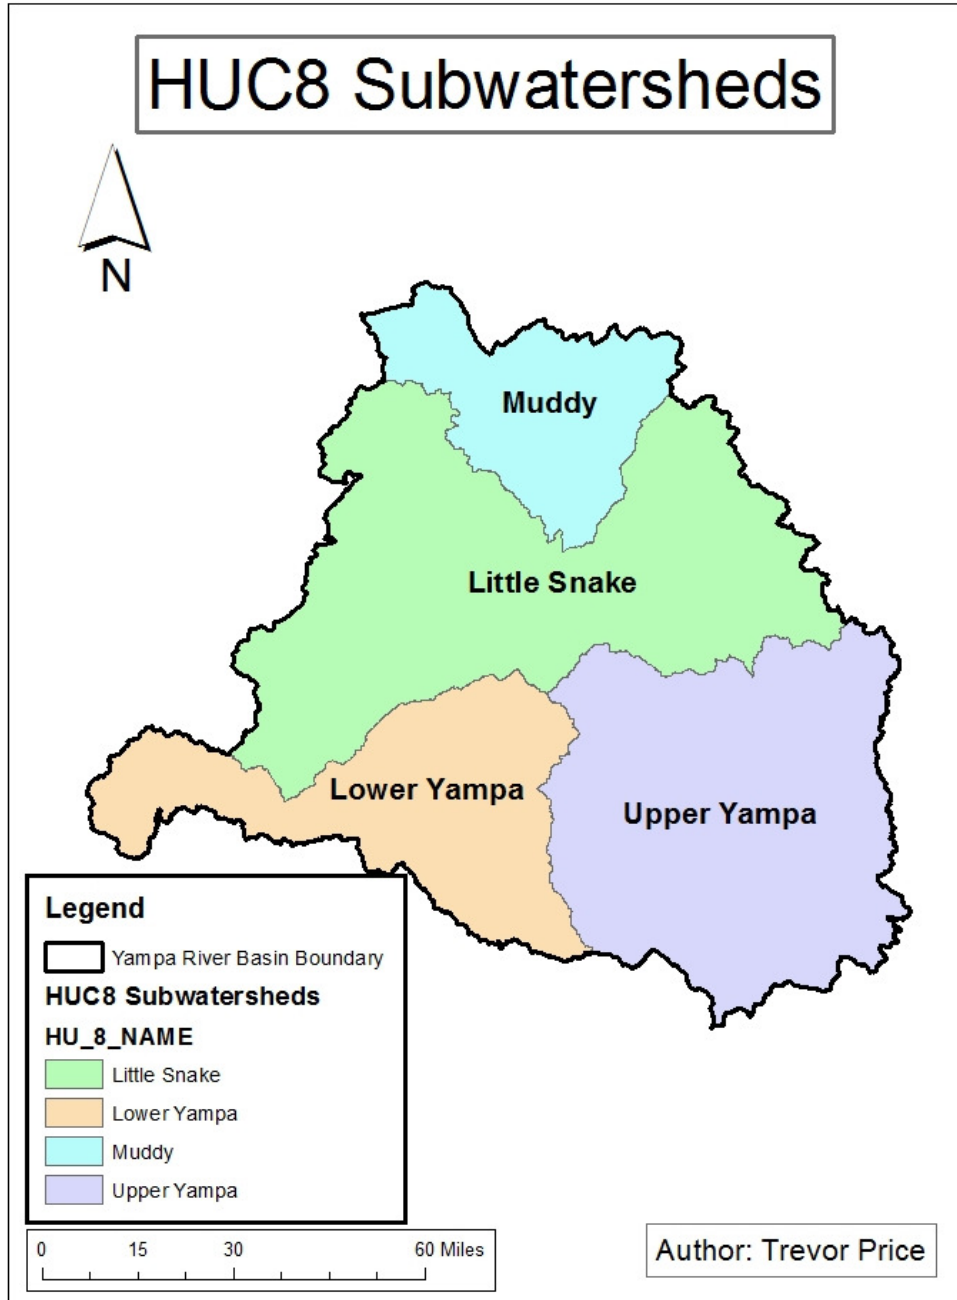 HUC8 Subwatersheds
N
Muddy
Little Snake
Lower Yampa
Upper Yampa
Legend
Yampa River Basin Boundary
HUC8 Subwatersheds
HU_8_NAME
Little Snake
Lower Yampa
Muddy
Upper Yampa
0 15 30 60 Miles
Author: Trevor Price